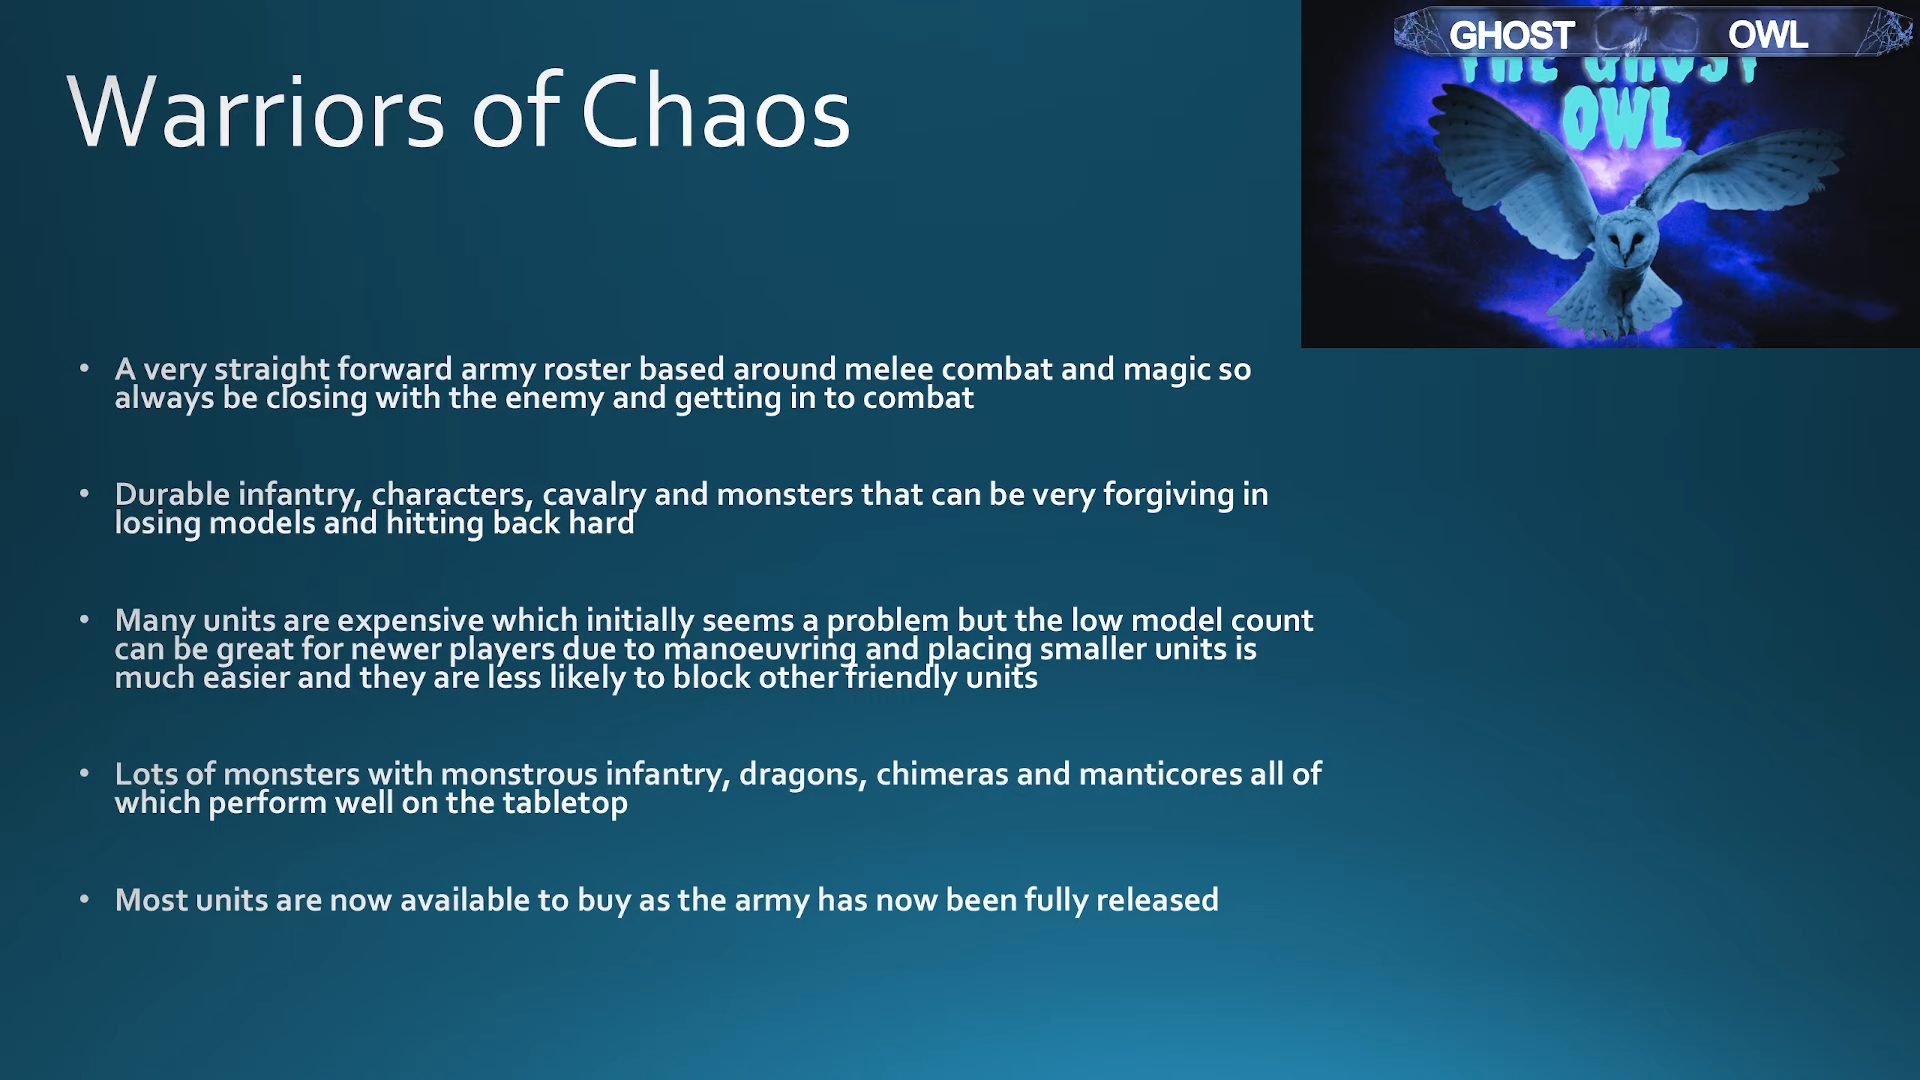 Warriors of Chaos
GHOST OWL
THE GHOST
OWL
• A very straight forward army roster based around melee combat and magic so
always be closing with the enemy and getting in to combat
• Durable infantry, characters, cavalry and monsters that can be very forgiving in
losing models and hitting back hard
• Many units are expensive which initially seems a problem but the low model count
can be great for newer players due to manoeuvring and placing smaller units is
much easier and they are less likely to block other friendly units
• Lots of monsters with monstrous infantry, dragons, chimeras and manticores all of
which perform well on the tabletop
• Most units are now available to buy as the army has now been fully released